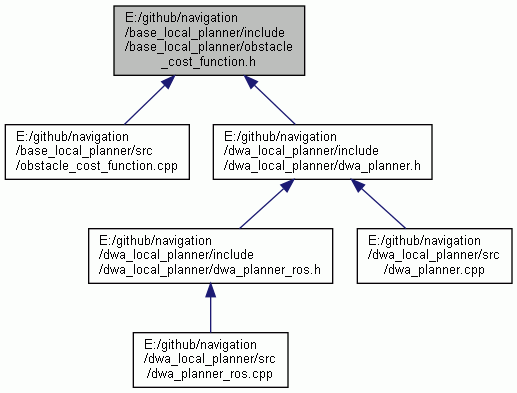 E:/github/navigation
/base_local_planner/include
/base_local_planner/obstacle
_cost_function.h
E:/github/navigation
/base_local_planner/src
/obstacle_cost_function.cpp
E:/github/navigation
/dwa_local_planner/include
/dwa_local_planner/dwa_planner.h
E:/github/navigation
/dwa_local_planner/include
/dwa_local_planner/dwa_planner_ros.h
E:/github/navigation
/dwa_local_planner/src
/dwa_planner.cpp
E:/github/navigation
/dwa_local_planner/src
/dwa_planner_ros.cpp